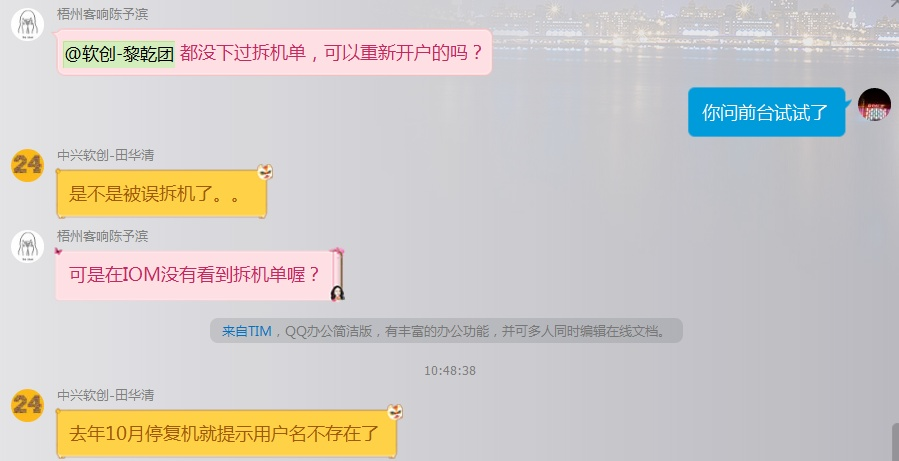 梧州客响陈予滨
@软创-黎乾团 都没下过拆机单，可以重新开户的吗？
你问前台试试了
24
中兴软创-田华清
是不是被误拆机了。。
梧州客响陈予滨
可是在IOM没有看到拆机单喔？
来自TIM，QQ办公简洁版，有丰富的办公功能，并可多人同时编辑在线文档。
10:48:38
24
中兴软创-田华清
去年10月停复机就提示用户名不存在了